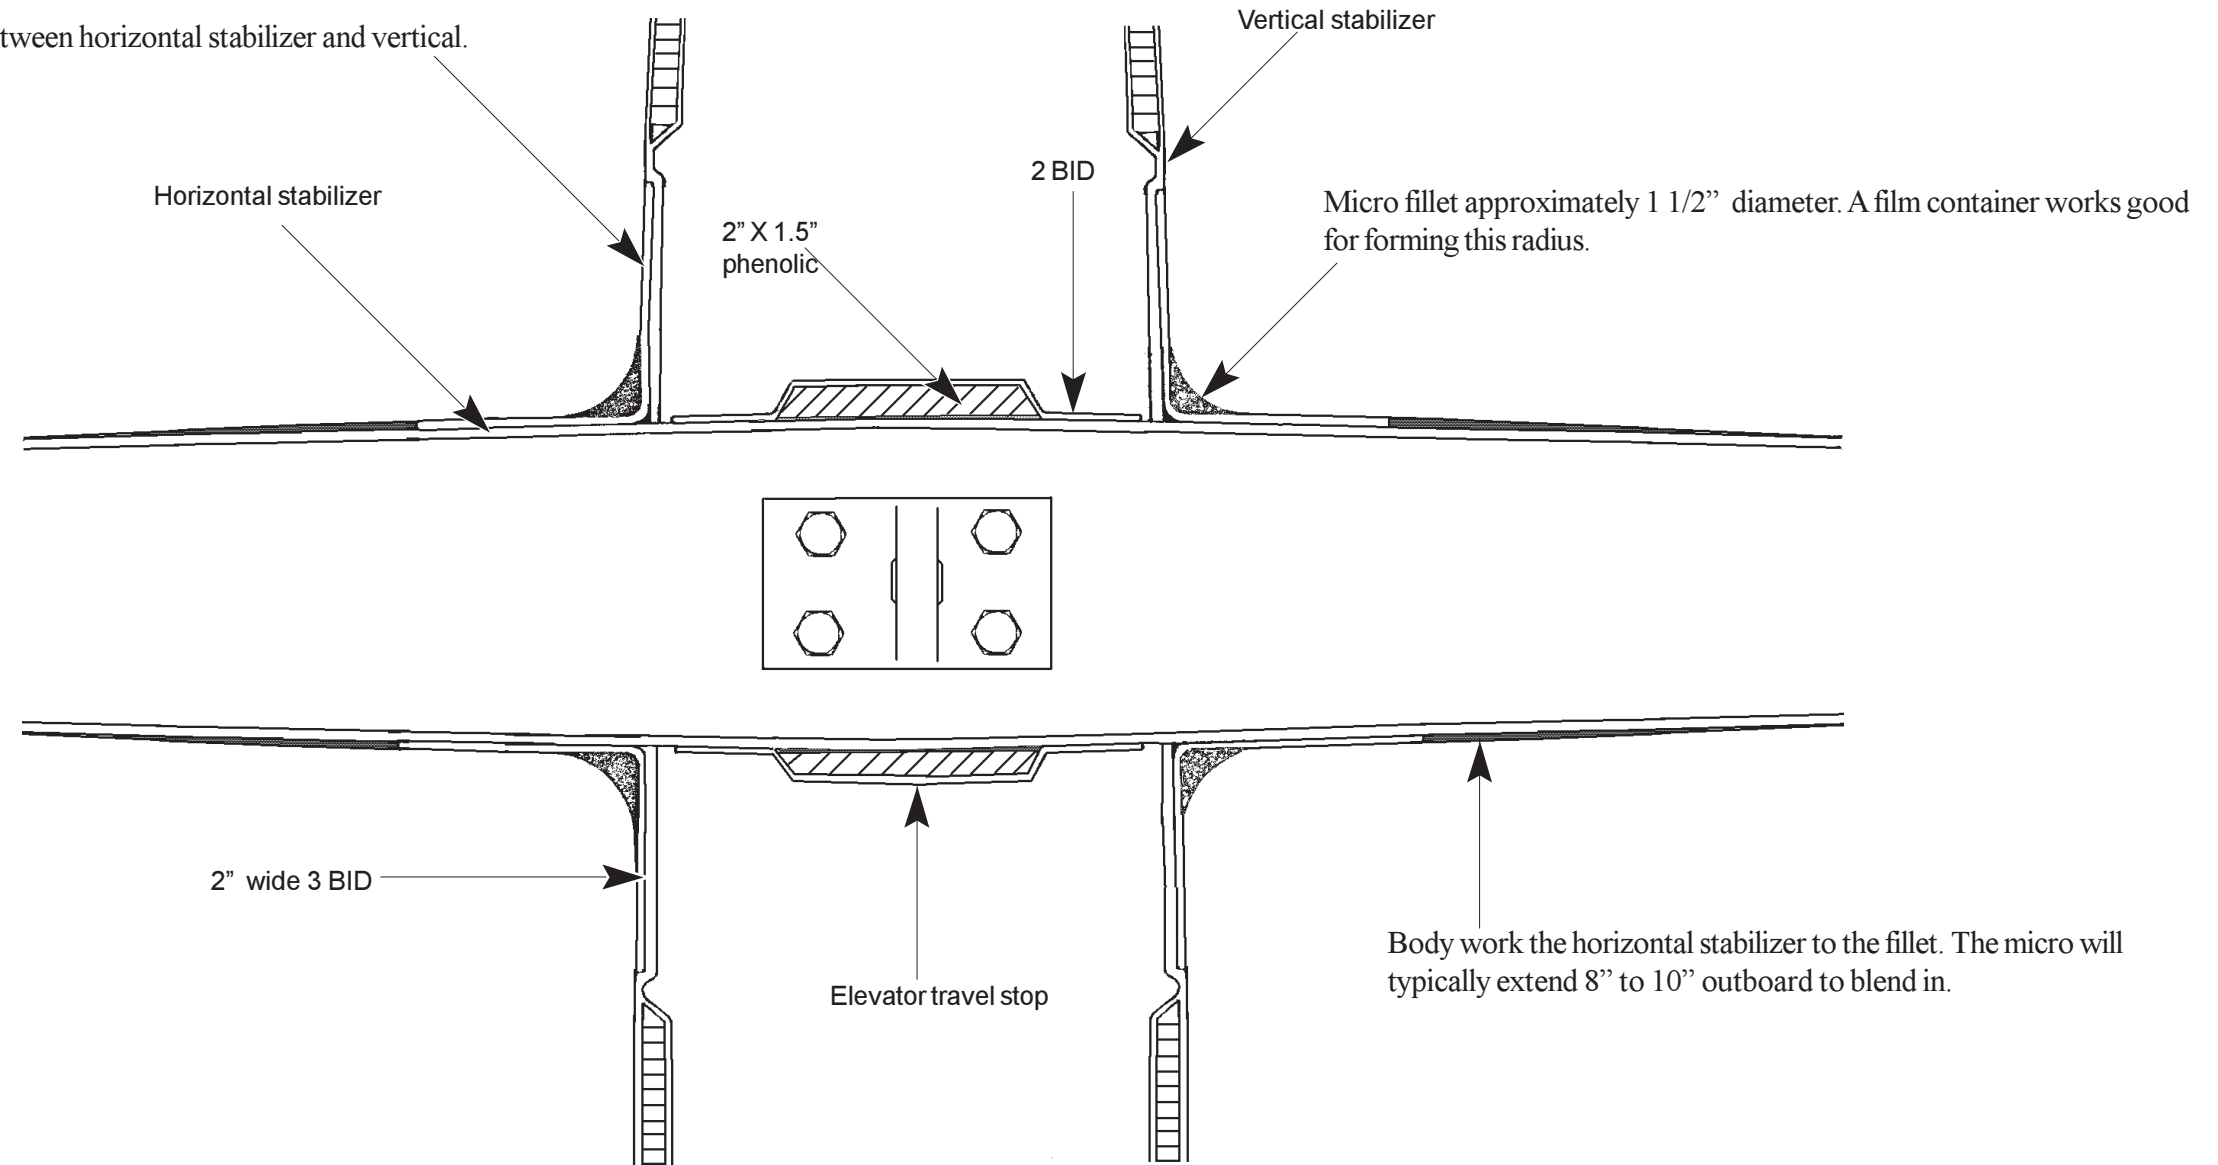 tween horizontal stabilizer and vertical.
Vertical stabilizer
2 BID
Horizontal stabilizer
Micro fillet approximately 1 1/2” diameter. A film container works good
for forming this radius.
2” X 1.5”
phenolic
2” wide 3 BID
Elevator travel stop
Body work the horizontal stabilizer to the fillet. The micro will
typically extend 8” to 10” outboard to blend in.